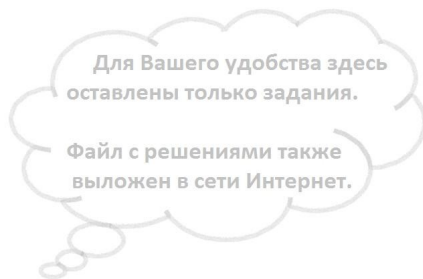 Для Вашего удобства здесь
оставлены только задания.
Файл с решениями также
выложен в сети Интернет.